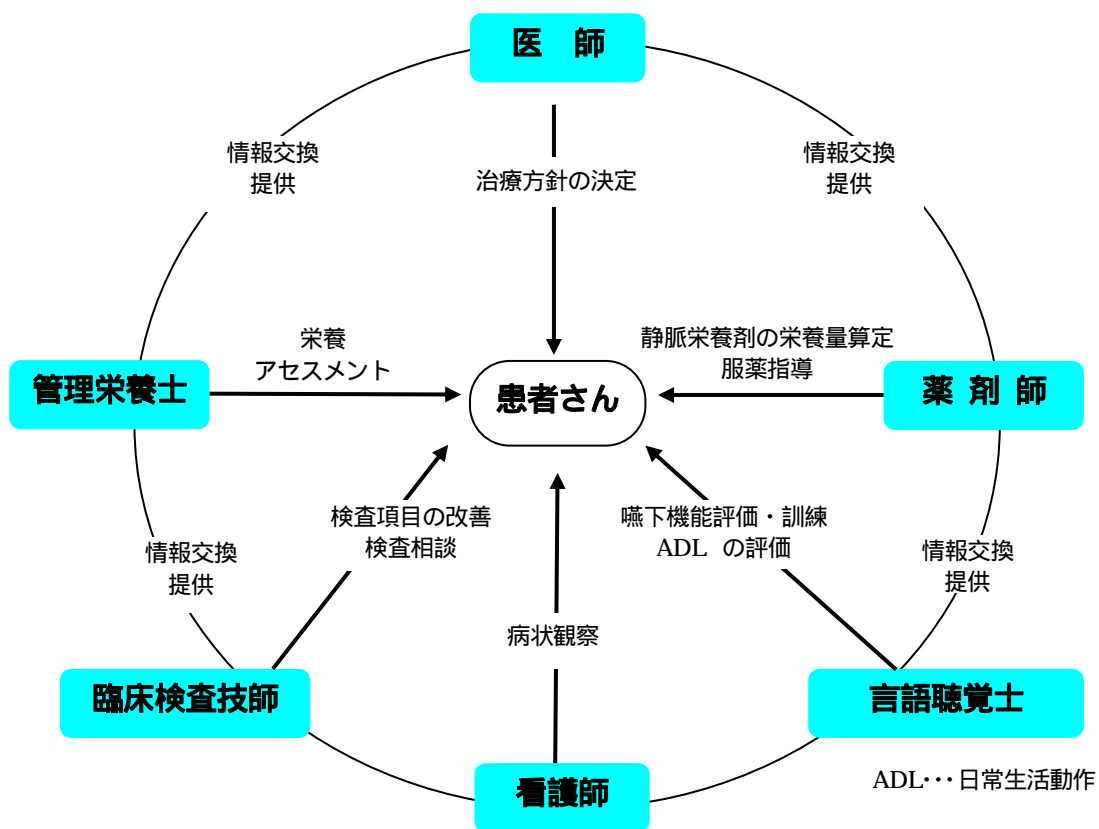 医 師
情報交換
提供
情報交換
提供
治療方針の決定
栄養
アセスメント
静脈栄養剤の栄養量算定
服薬指導
管理栄養士
患者さん
薬 剤 師
検査項目の改善
検査相談
嚥下機能評価・訓練
ADL の評価
情報交換
提供
情報交換
提供
病状観察
臨床検査技師
言語聴覚士
看護師
ADL・・・日常生活動作